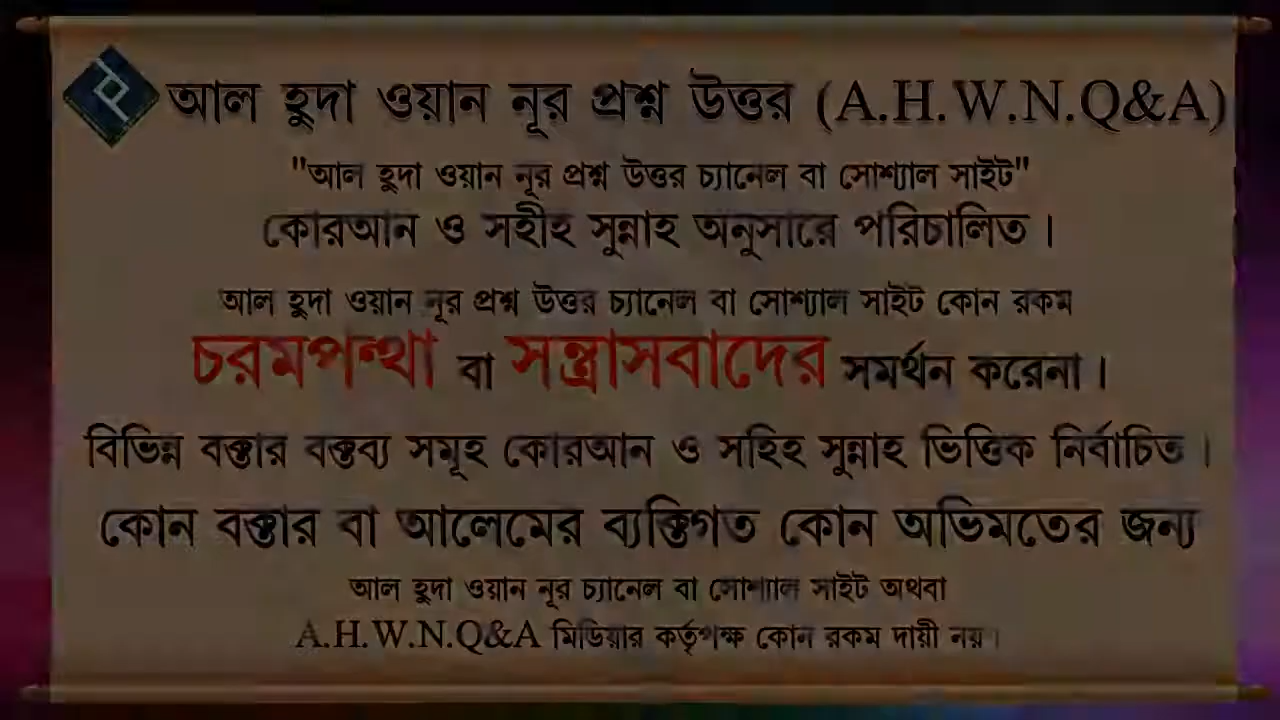 আল হুদা ওয়ান নূর প্রশ্ন উত্তর (A.H.W.N.Q&A)
"আল হুদা ওয়ান নূর প্রশ্ন উত্তর চ্যানেল বা সোশ্যাল সাইট"
কোরআন ও সহীহ সুন্নাহ অনুসারে পরিচালিত।
আল হুদা ওয়ান নূর প্রশ্ন উত্তর চ্যানেল বা সোশ্যাল সাইট কোন রকম
চরমপন্থা বা সন্ত্রাসবাদের সমর্থন করেনা।
বিভিন্ন বক্তার বক্তব্য সমূহ কোরআন ও সহিহ সুন্নাহ ভিত্তিক নির্বাচিত।
কোন বক্তার বা আলেমের ব্যক্তিগত কোন অভিমতের জন্য
আল হুদা ওয়ান নূর চ্যানেল বা সোশ্যাল সাইট অথবা
A.H.W.N.Q&A মিডিয়ার কর্তৃপক্ষ কোন রকম দায়ী নয়।